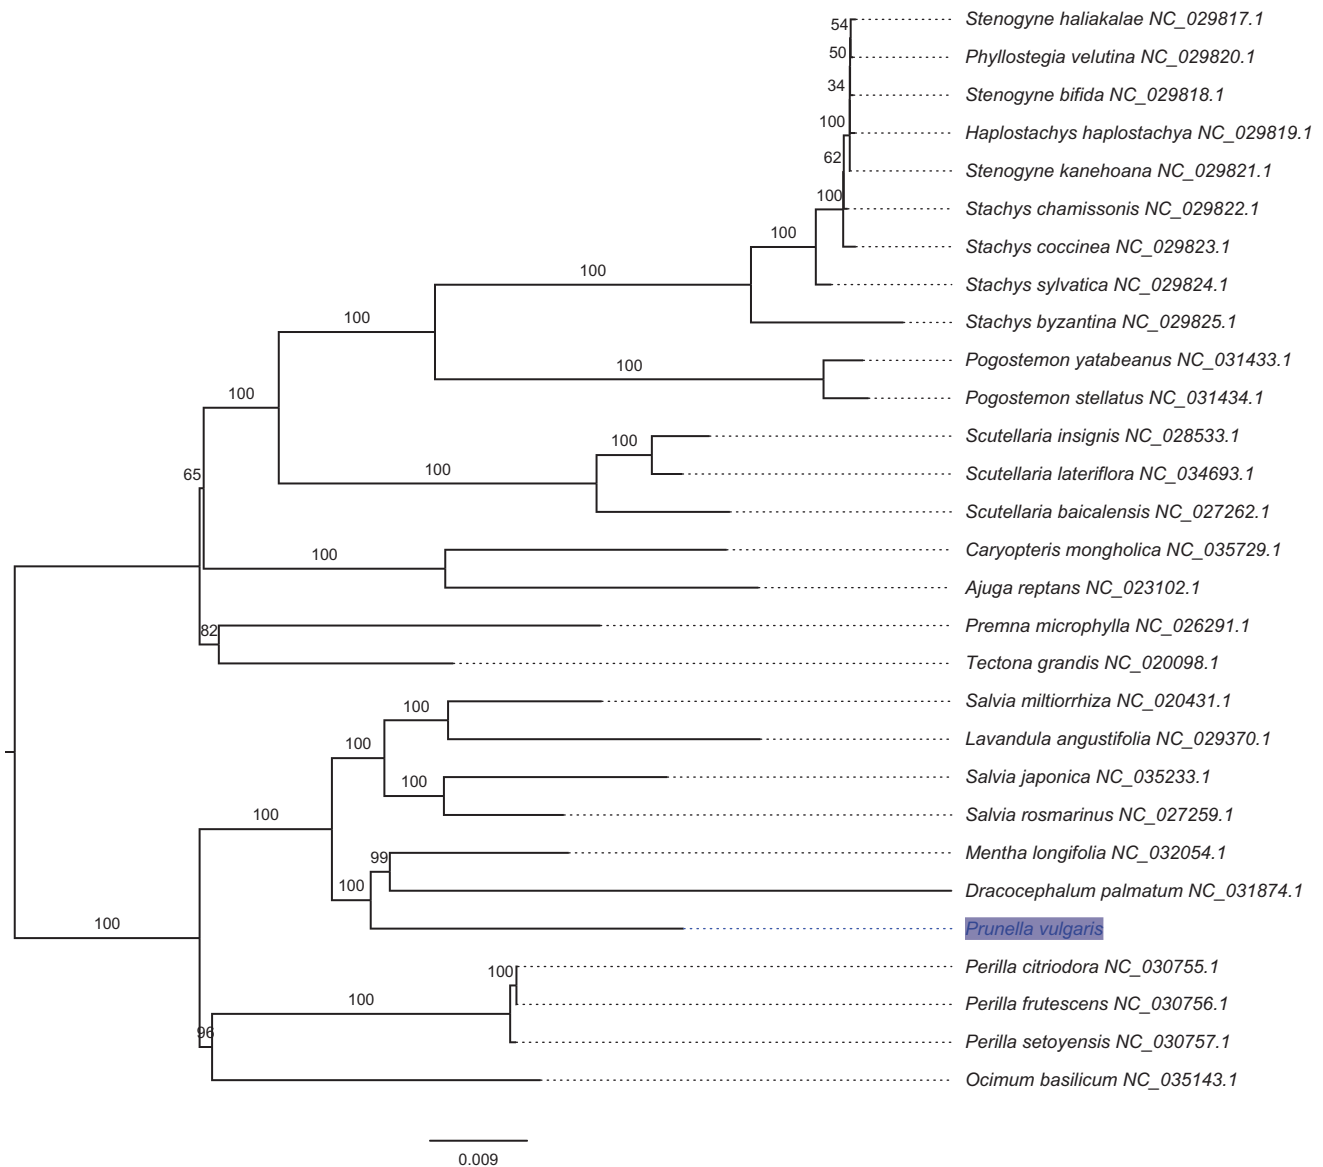 Stenogyne haliakalae NC_029817.1
54
Phyllostegia velutina NC_029820.1
50
Stenogyne bifida NC_029818.1
34
Haplostachys haplostachya NC_029819.1
100
Stenogyne kanehoana NC_029821.1
62
Stachys chamissonis NC_029822.1
100
Stachys coccinea NC_029823.1
100
Stachys sylvatica NC_029824.1
100
Stachys byzantina NC_029825.1
100
Pogostemon yatabeanus NC_031433.1
100
Pogostemon stellatus NC_031434.1
100
Scutellaria insignis NC_028533.1
100
Scutellaria lateriflora NC_034693.1
100
65
Scutellaria baicalensis NC_027262.1
Caryopteris mongholica NC_035729.1
100
Ajuga reptans NC_023102.1
Premna microphylla NC_026291.1
82
Tectona grandis NC_020098.1
Salvia miltiorrhiza NC_020431.1
100
Lavandula angustifolia NC_029370.1
100
Salvia japonica NC_035233.1
100
Salvia rosmarinus NC_027259.1
100
Mentha longifolia NC_032054.1
99
Dracocephalum palmatum NC_031874.1
100
Prunella vulgaris
100
Perilla citriodora NC_030755.1
100
Perilla frutescens NC_030756.1
100
Perilla setoyensis NC_030757.1
96
Ocimum basilicum NC_035143.1
0.009